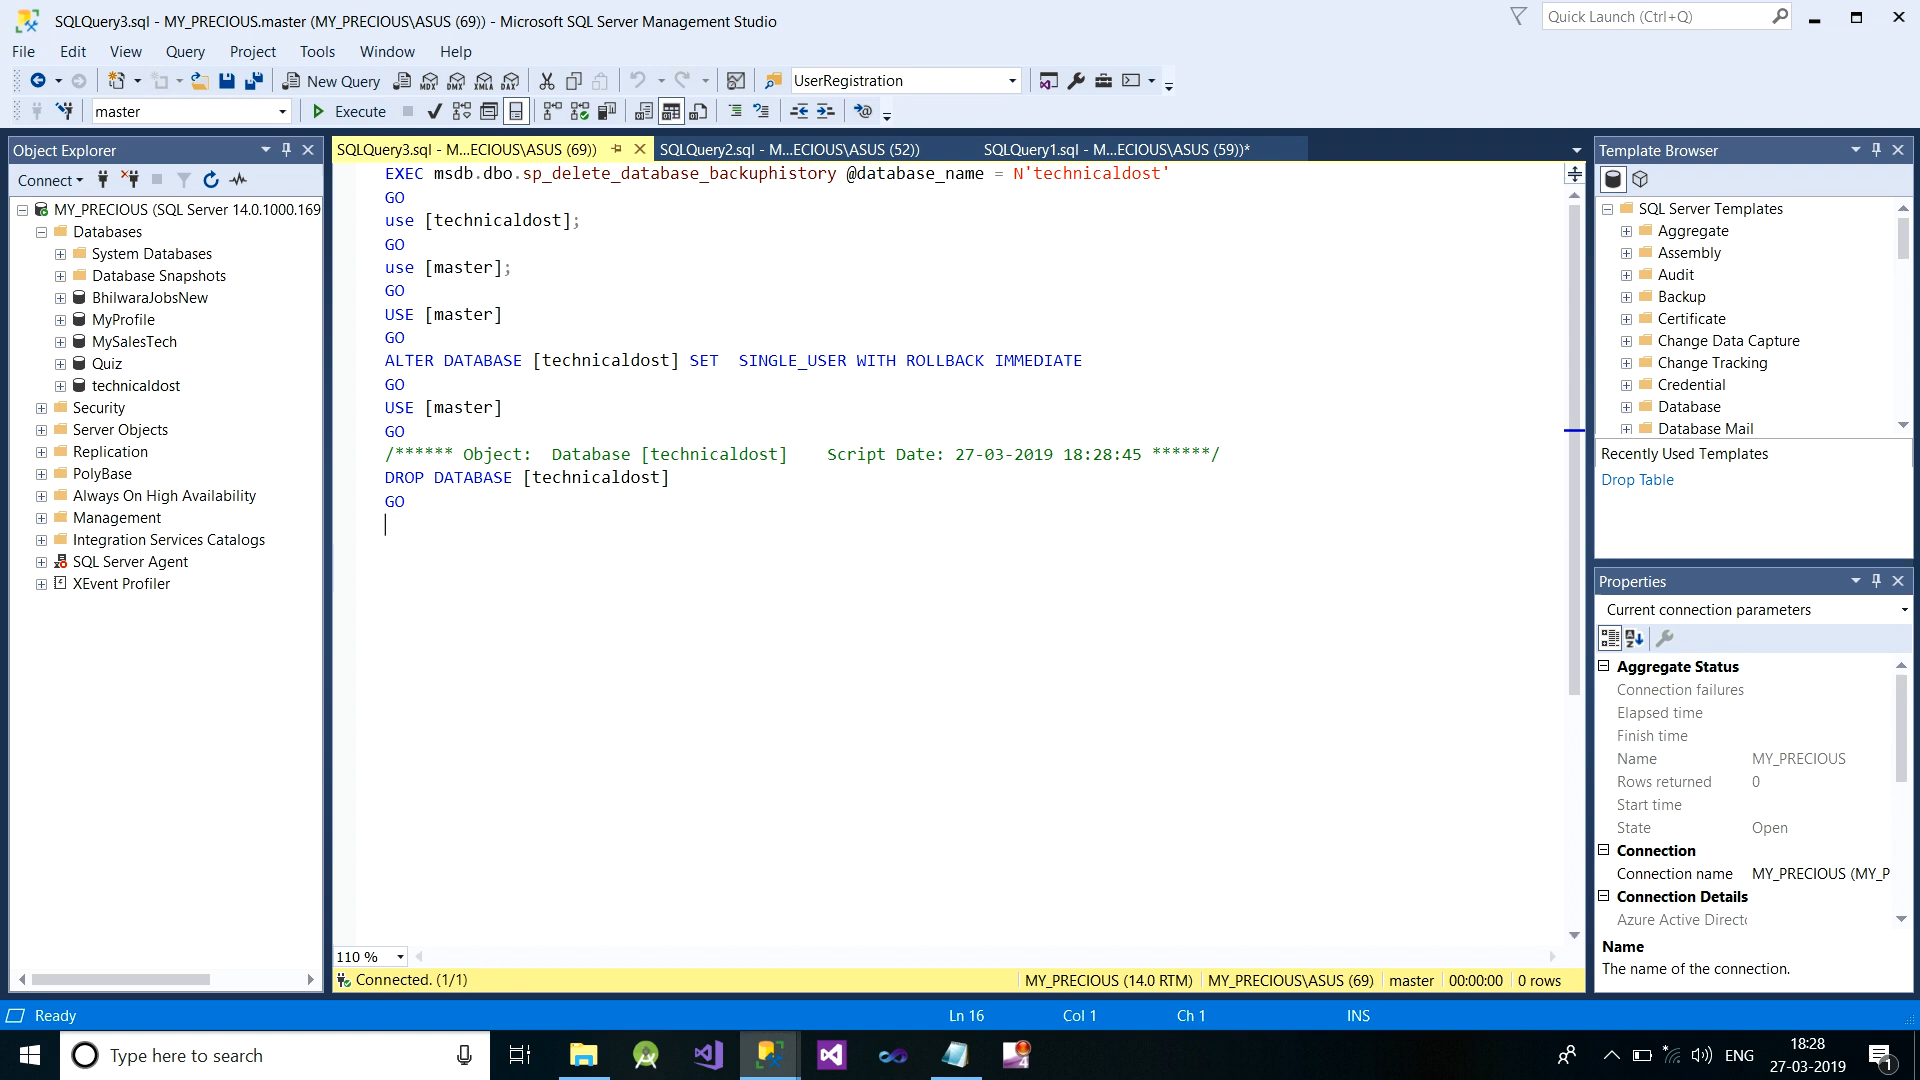 SQLQuery3.sql - MY_PRECIOUS.master (MY_PRECIOUS\ASUS (69)) - Microsoft SQL Server Management Studio
Quick Launch (Ctrl+Q)
File Edit View Query Project Tools Window Help
New Query
MDX DMX XMLA DAX
UserRegistration
master
Execute
Object Explorer
Connect
MY_PRECIOUS (SQL Server 14.0.1000.169
Databases
System Databases
Database Snapshots
BhilwaraJobsNew
MyProfile
MySalesTech
Quiz
technicaldost
Security
Server Objects
Replication
PolyBase
Always On High Availability
Management
Integration Services Catalogs
SQL Server Agent
XEvent Profiler
SQLQuery3.sql - M...ECIOUS\ASUS (69))
SQLQuery2.sql - M...ECIOUS\ASUS (52))
SQLQuery1.sql - M...ECIOUS\ASUS (59))*
EXEC msdb.dbo.sp_delete_database_backuphistory @database_name = N'technicaldost'
GO
use [technicaldost];
GO
use [master];
GO
USE [master]
GO
ALTER DATABASE [technicaldost] SET  SINGLE_USER WITH ROLLBACK IMMEDIATE
GO
USE [master]
GO
/****** Object:  Database [technicaldost]    Script Date: 27-03-2019 18:28:45 ******/
DROP DATABASE [technicaldost]
GO
110 %
Connected. (1/1)
MY_PRECIOUS (14.0 RTM)
MY_PRECIOUS\ASUS (69)
master
00:00:00
0 rows
Template Browser
SQL Server Templates
Aggregate
Assembly
Audit
Backup
Certificate
Change Data Capture
Change Tracking
Credential
Database
Database Mail
Recently Used Templates
Drop Table
Properties
Current connection parameters
Aggregate Status
Connection failures
Elapsed time
Finish time
Name MY_PRECIOUS
Rows returned 0
Start time
State Open
Connection
Connection name MY_PRECIOUS (MY_P
Connection Details
Azure Active Direct
Name
The name of the connection.
Ready
Ln 16
Col 1
Ch 1
INS
Type here to search
ENG
18:28
27-03-2019
1